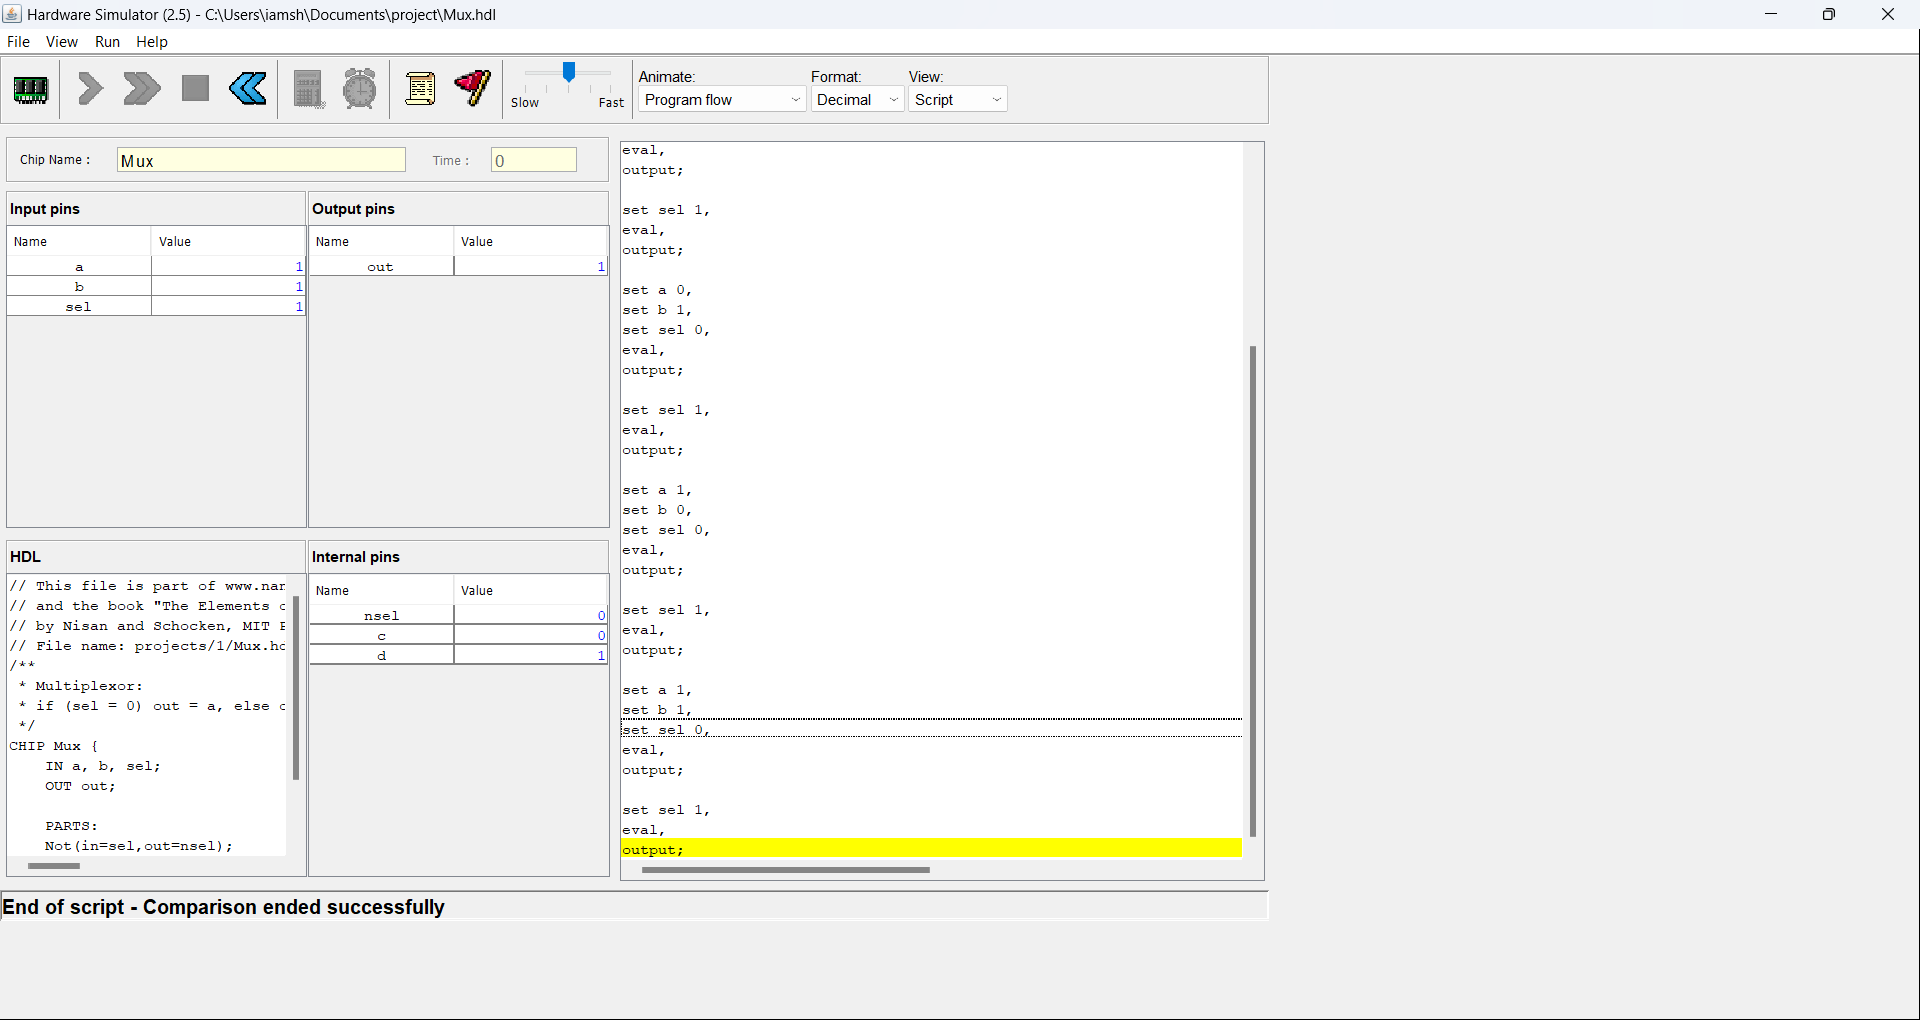 Hardware Simulator (2.5) - C:\Users\iamsh\Documents\project\Mux.hdl
File View Run Help
Slow Fast
Animate: Format: View:
Program flow Decimal Script
Chip Name : Mux Time : 0
Input pins
Name Value
a 1
b 1
sel 1
Output pins
Name Value
out 1
HDL
// This file is part of www.nan
// and the book "The Elements o
// by Nisan and Schocken, MIT P
// File name: projects/1/Mux.hd
/**
* Multiplexor:
* if (sel = 0) out = a, else o
*/
CHIP Mux {
IN a, b, sel;
OUT out;
PARTS:
Not(in=sel,out=nsel);
Internal pins
Name Value
nsel 0
c 0
d 1
eval,
output;
set sel 1,
eval,
output;
set a 0,
set b 1,
set sel 0,
eval,
output;
set sel 1,
eval,
output;
set a 1,
set b 0,
set sel 0,
eval,
output;
set sel 1,
eval,
output;
set a 1,
set b 1,
set sel 0,
eval,
output;
set sel 1,
eval,
output;
End of script - Comparison ended successfully